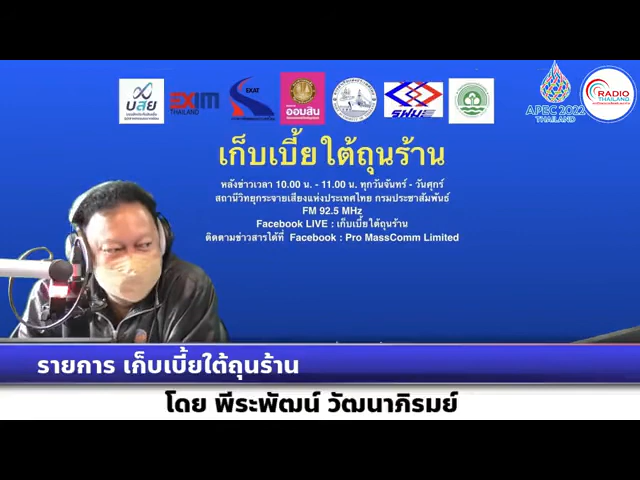 บสย
EXIM
THAILAND
EXAT
ออมสิน
รฟม
APEC 2022
THAILAND
RADIO
THAILAND
เก็บเบี้ยใต้ถุนร้าน
หลังข่าวเวลา 10.00 น. - 11.00 น. ทุกวันจันทร์ - วันศุกร์
สถานีวิทยุกระจายเสียงแห่งประเทศไทย กรมประชาสัมพันธ์
FM 92.5 MHz
Facebook LIVE : เก็บเบี้ยใต้ถุนร้าน
ติดตามข่าวสารได้ที่ Facebook : Pro MassComm Limited
รายการ เก็บเบี้ยใต้ถุนร้าน
โดย พีระพัฒน์ วัฒนาภิรมย์